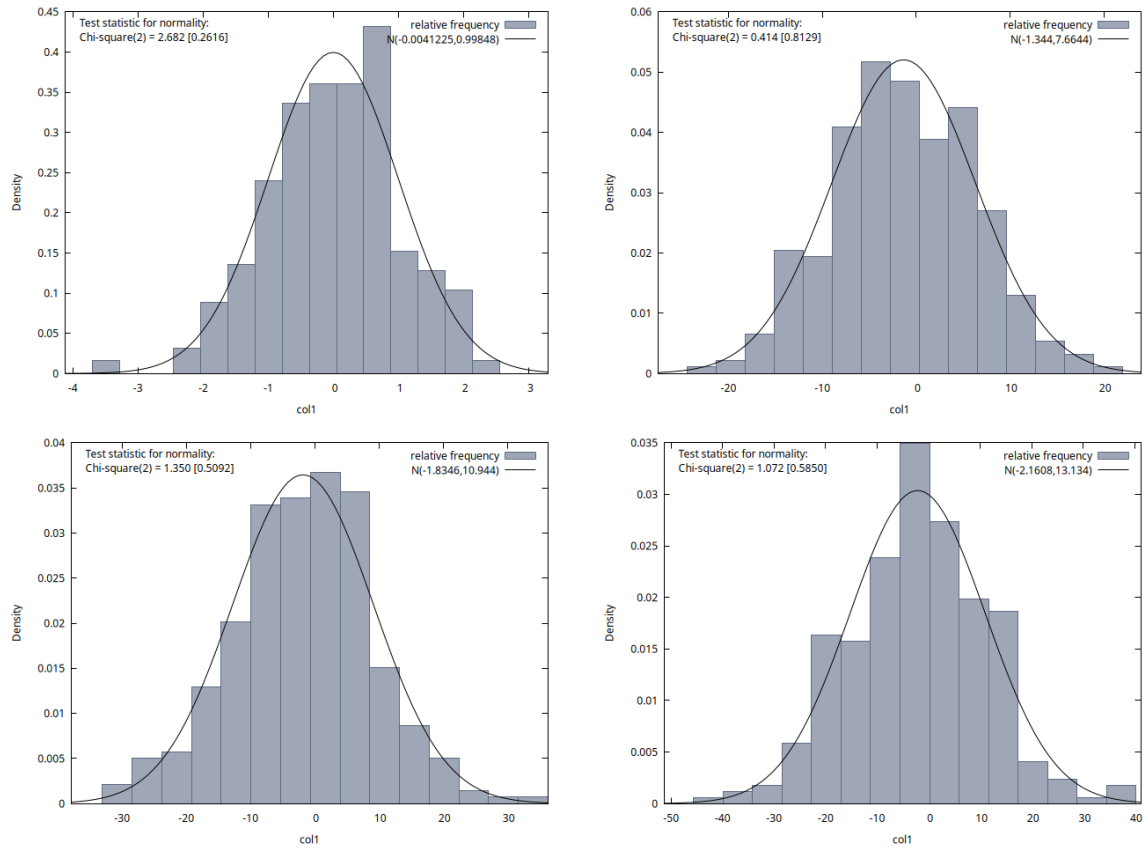 Test statistic for normality:
Chi-square(2) = 2.682 [0.2616]
relative frequency
N(-0.0041225,0.99848)
0.45
0.4
0.35
0.3
0.25
0.2
0.15
0.1
0.05
0
Density
-4
-3
-2
-1
0
1
2
3
col1
Test statistic for normality:
Chi-square(2) = 0.414 [0.8129]
relative frequency
N(-1.344,7.6644)
0.06
0.05
0.04
0.03
0.02
0.01
0
Density
-20
-10
0
10
20
col1
Test statistic for normality:
Chi-square(2) = 1.350 [0.5092]
relative frequency
N(-1.8346,10.944)
0.04
0.035
0.03
0.025
0.02
0.015
0.01
0.005
0
Density
-30
-20
-10
0
10
20
30
col1
Test statistic for normality:
Chi-square(2) = 1.072 [0.5850]
relative frequency
N(-2.1608,13.134)
0.035
0.03
0.025
0.02
0.015
0.01
0.005
0
Density
-50
-40
-30
-20
-10
0
10
20
30
40
col1